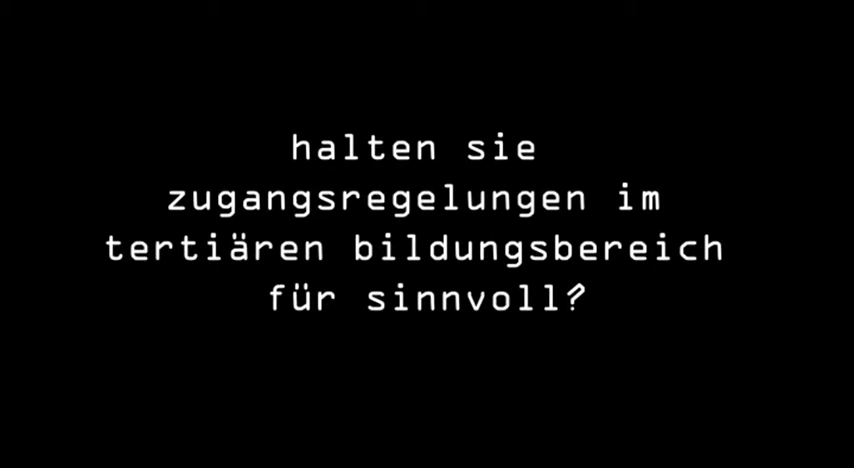 halten sie
zugangsregelungen im
tertiären bildungsbereich
für sinnvoll?